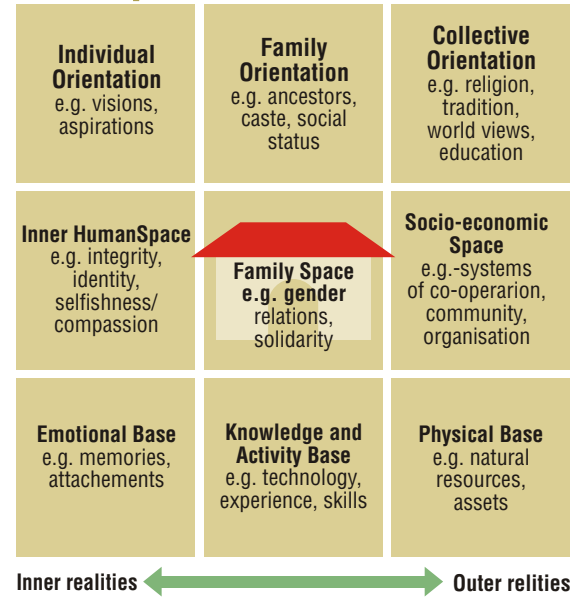 Individual
Orientation
e.g. visions,
aspirations
Family
Orientation
e.g. ancestors,
caste, social
status
Collective
Orientation
e.g. religion,
tradition,
world views,
education
Inner HumanSpace
e.g. integrity,
identity,
selfishness/
compassion
Family Space
e.g. gender
relations,
solidarity
Socio-economic
Space
e.g.-systems
of co-operarion,
community,
organisation
Emotional Base
e.g. memories,
attachements
Knowledge and
Activity Base
e.g. technology,
experience, skills
Physical Base
e.g. natural
resources,
assets
Inner realities
Outer relities